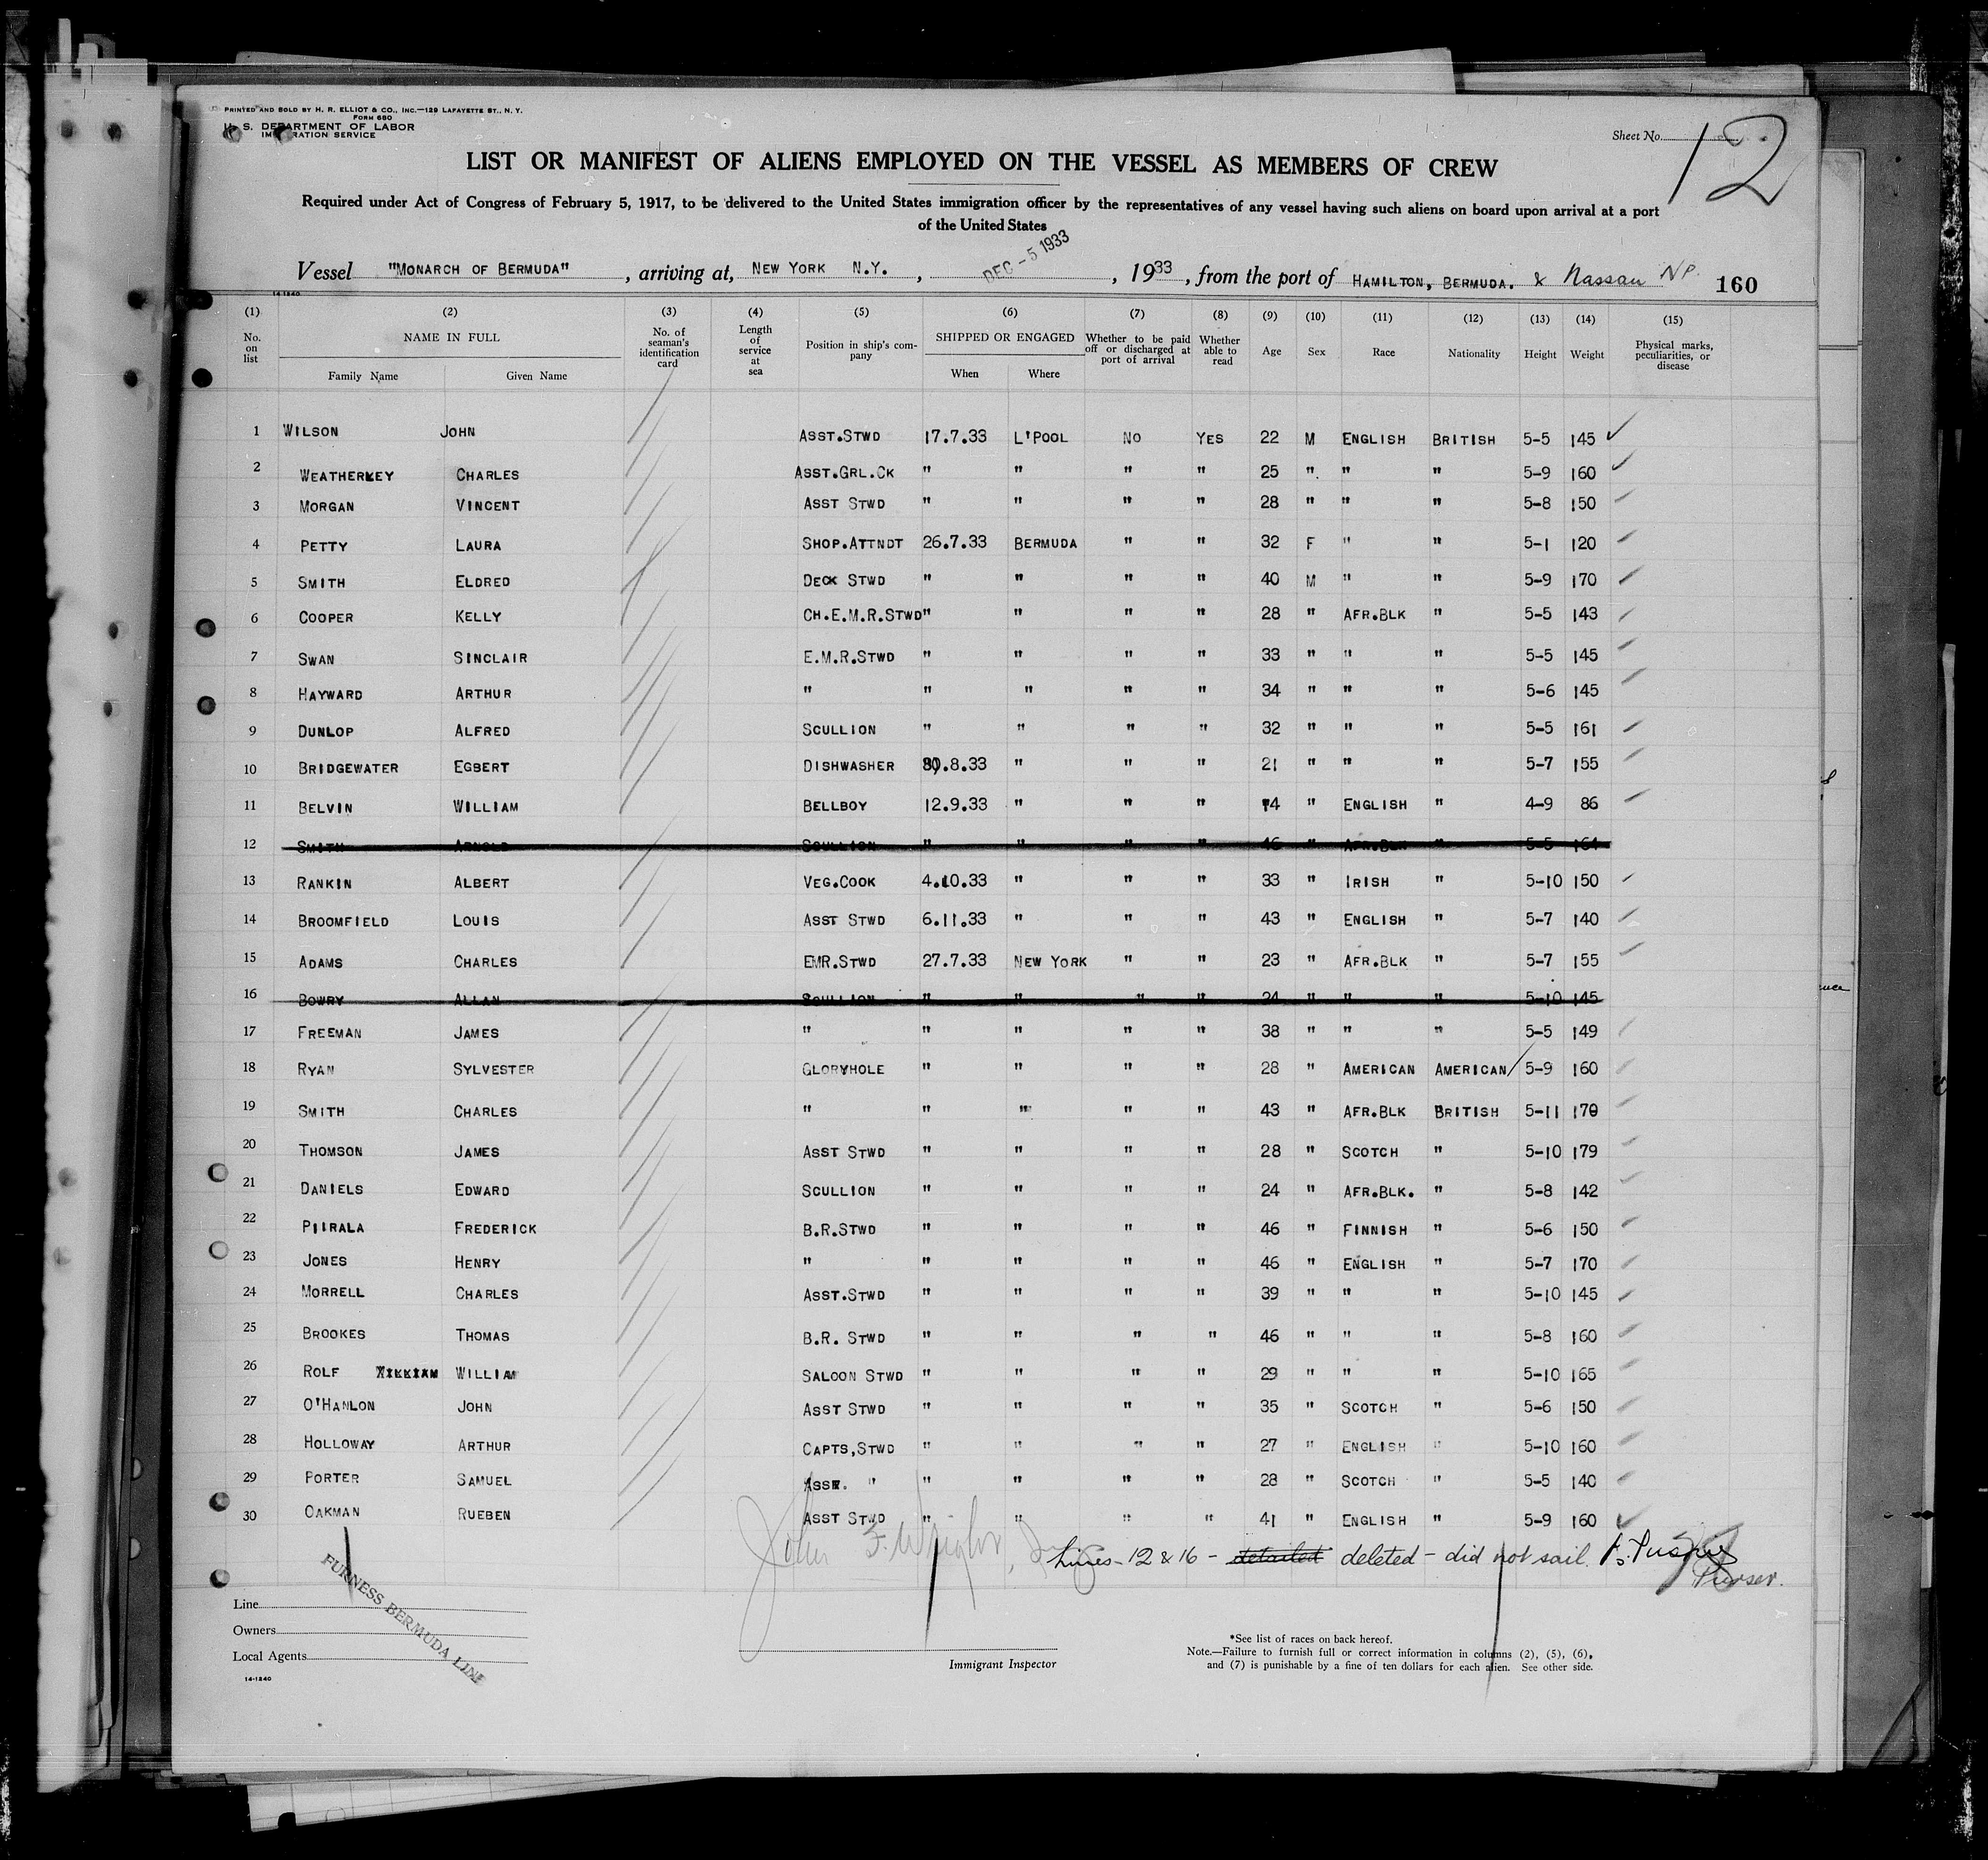 PRINTED AND SOLD BY H. R. ELLIOT & CO., INC.—129 LAFAYETTE ST., N. Y.
FORM 680
U. S. DEPARTMENT OF LABOR
IMMIGRATION SERVICE
Sheet No.
12
LIST OR MANIFEST OF ALIENS EMPLOYED ON THE VESSEL AS MEMBERS OF CREW
Required under Act of Congress of February 5, 1917, to be delivered to the United States immigration officer by the representatives of any vessel having such aliens on board upon arrival at a port
of the United States
Vessel "MONARCH OF BERMUDA", arriving at, NEW YORK N.Y., DEC -5 1933, 1933, from the port of HAMILTON, BERMUDA. & Nassau NP. 160
14-1240
(1) (2) (3) (4) (5) (6) (7) (8) (9) (10) (11) (12) (13) (14) (15)
No. on list NAME IN FULL Family Name Given Name No. of seaman's identification card Length of service at sea Position in ship's company SHIPPED OR ENGAGED When Where Whether to be paid off or discharged at port of arrival Whether able to read Age Sex Race Nationality Height Weight Physical marks, peculiarities, or disease
1 WILSON JOHN ASST.STWD 17.7.33 L'POOL NO YES 22 M ENGLISH BRITISH 5-5 145 ✓
2 WEATHERLEY CHARLES ASST.GRL.CK " " " " 25 " " " 5-9 160 ✓
3 MORGAN VINCENT ASST STWD " " " " 28 " " " 5-8 150
4 PETTY LAURA SHOP.ATTNDT 26.7.33 BERMUDA " " 32 F " " 5-1 120
5 SMITH ELDRED DECK STWD " " " " 40 M " " 5-9 170
6 COOPER KELLY CH.E.M.R.STWD " " " " 28 " AFR.BLK " 5-5 143
7 SWAN SINCLAIR E.M.R.STWD " " " " 33 " " " 5-5 145
8 HAYWARD ARTHUR " " " " " 34 " " " 5-6 145
9 DUNLOP ALFRED SCULLION " " " " 32 " " " 5-5 161
10 BRIDGEWATER EGBERT DISHWASHER 30.8.33 " " " 21 " " " 5-7 155
11 BELVIN WILLIAM BELLBOY 12.9.33 " " " 14 " ENGLISH " 4-9 86
12 SMITH ARNOLD SCULLION " " " " 46 " AFR.BLK " 5-5 164
13 RANKIN ALBERT VEG.COOK 4.10.33 " " " 33 " IRISH " 5-10 150
14 BROOMFIELD LOUIS ASST STWD 6.11.33 " " " 43 " ENGLISH " 5-7 140
15 ADAMS CHARLES EMR.STWD 27.7.33 NEW YORK " " 23 " AFR.BLK " 5-7 155
16 BOWRY ALLAN SCULLION " " " " 24 " " " 5-10 145
17 FREEMAN JAMES " " " " " 38 " " " 5-5 149
18 RYAN SYLVESTER GLORYHOLE " " " " 28 " AMERICAN AMERICAN 5-9 160
19 SMITH CHARLES " " " " " 43 " AFR.BLK BRITISH 5-11 170
20 THOMSON JAMES ASST STWD " " " " 28 " SCOTCH " 5-10 179
21 DANIELS EDWARD SCULLION " " " " 24 " AFR.BLK. " 5-8 142
22 PIIRALA FREDERICK B.R.STWD " " " " 46 " FINNISH " 5-6 150
23 JONES HENRY " " " " " 46 " ENGLISH " 5-7 170
24 MORRELL CHARLES ASST.STWD " " " " 39 " " " 5-10 145
25 BROOKES THOMAS B.R. STWD " " " " 46 " " " 5-8 160
26 ROLF WILLIAM SALOON STWD " " " " 29 " " " 5-10 165
27 O'HANLON JOHN ASST STWD " " " " 35 " SCOTCH " 5-6 150
28 HOLLOWAY ARTHUR CAPTS,STWD " " " " 27 " ENGLISH " 5-10 160
29 PORTER SAMUEL ASST. " " " " " 28 " SCOTCH " 5-5 140
30 OAKMAN RUEBEN ASST STWD " " " " 41 " ENGLISH " 5-9 160 ✓
John F. Wright
Lines - 12 & 16 - detailed deleted - did not sail.
Purser.
FURNESS BERMUDA LINE
Line
Owners
Local Agents
14-1240
Immigrant Inspector
*See list of races on back hereof.
Note.—Failure to furnish full or correct information in columns (2), (5), (6),
and (7) is punishable by a fine of ten dollars for each alien. See other side.